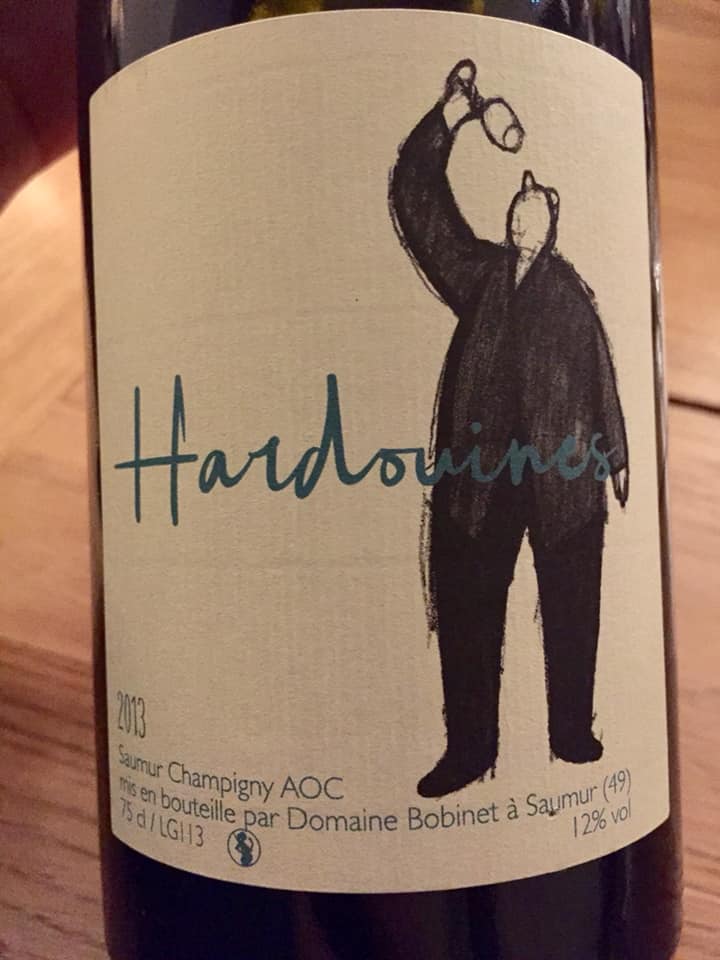 Hardouines
2013
Saumur Champigny AOC
mis en bouteille par Domaine Bobinet à Saumur (49)
75 cl / LG113
12% vol